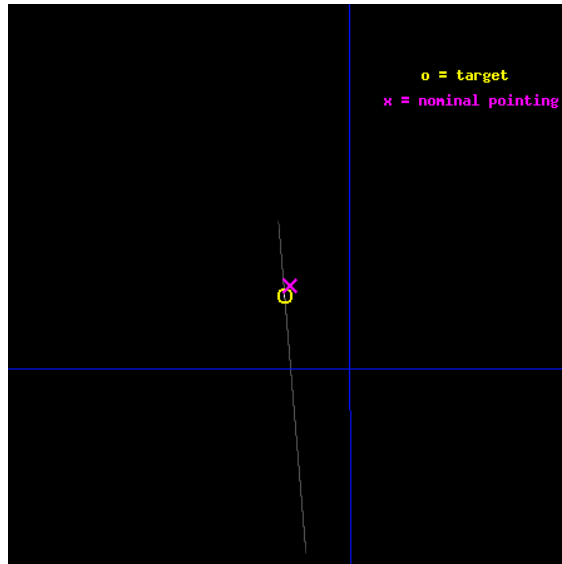 o = target
x = nominal pointing